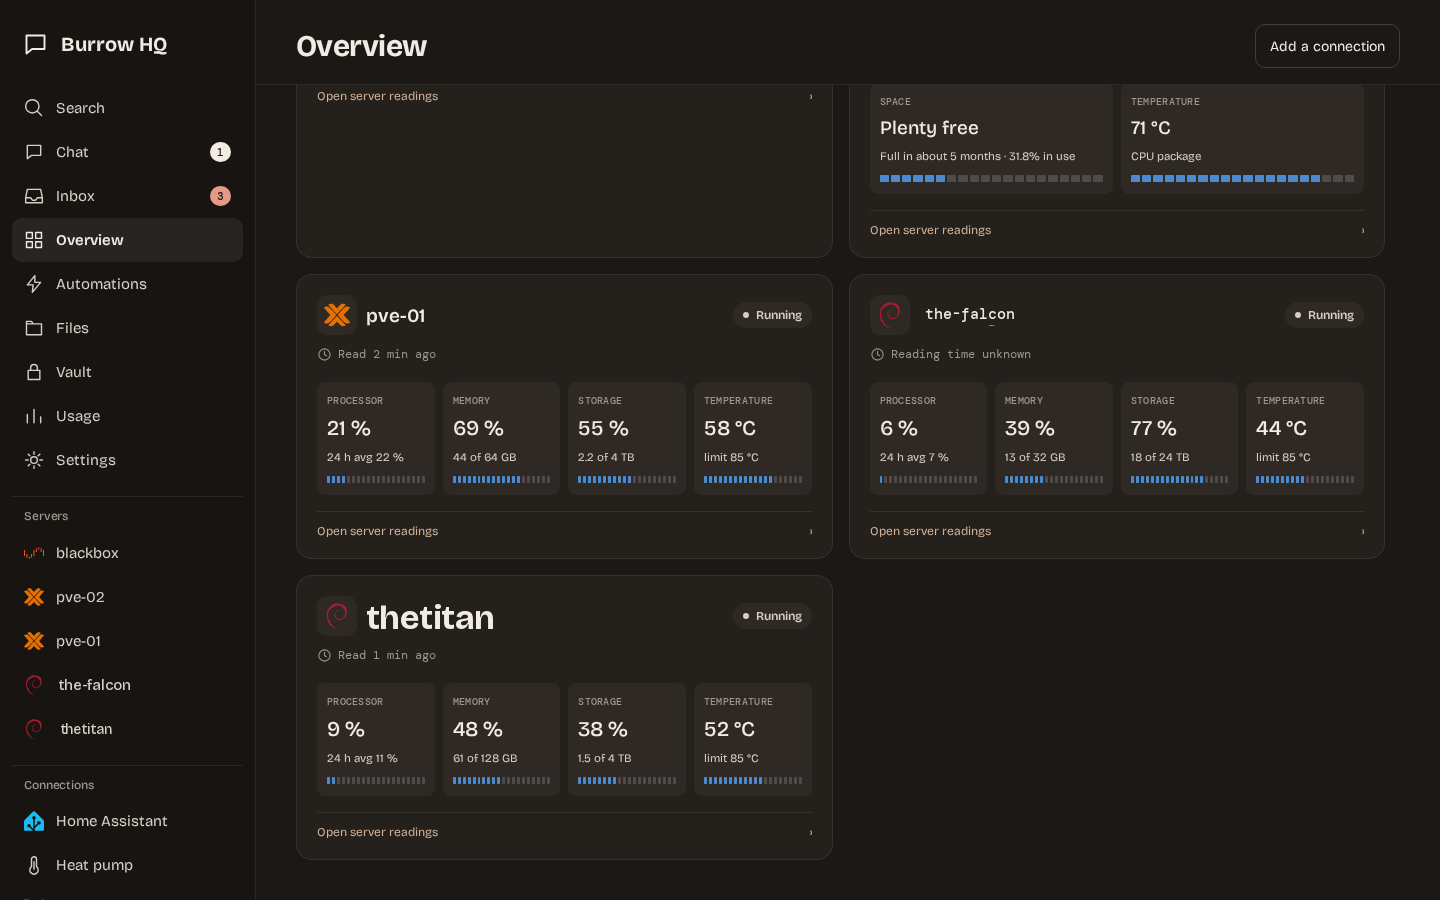 Burrow HQ
Search
Chat
1
Inbox
3
Overview
Automations
Files
Vault
Usage
Settings
Servers
blackbox
pve-02
pve-01
the-falcon
thetitan
Connections
Home Assistant
Heat pump
Overview
Add a connection
Open server readings
SPACE
Plenty free
Full in about 5 months · 31.8% in use
TEMPERATURE
71 °C
CPU package
Open server readings
pve-01
Running
Read 2 min ago
PROCESSOR
21 %
24 h avg 22 %
MEMORY
69 %
44 of 64 GB
STORAGE
55 %
2.2 of 4 TB
TEMPERATURE
58 °C
limit 85 °C
Open server readings
the-falcon
Running
Reading time unknown
PROCESSOR
6 %
24 h avg 7 %
MEMORY
39 %
13 of 32 GB
STORAGE
77 %
18 of 24 TB
TEMPERATURE
44 °C
limit 85 °C
Open server readings
thetitan
Running
Read 1 min ago
PROCESSOR
9 %
24 h avg 11 %
MEMORY
48 %
61 of 128 GB
STORAGE
38 %
1.5 of 4 TB
TEMPERATURE
52 °C
limit 85 °C
Open server readings